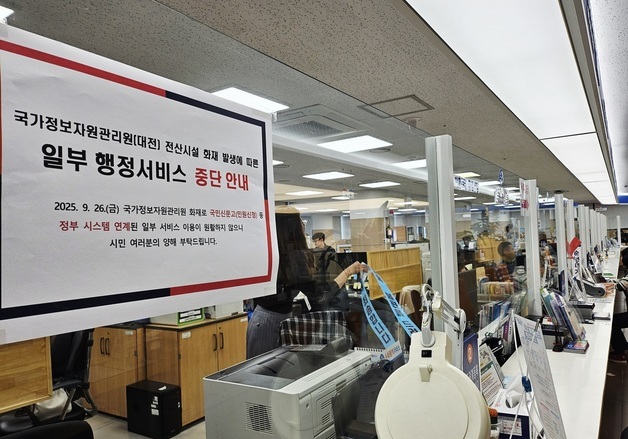 국가정보자원관리원(대전) 전산시설 화재 발생에 따른
일부 행정서비스 중단 안내
2025. 9. 26.(금) 국가정보자원관리원 화재로 국민신문고(민원신청) 등
정부 시스템 연계된 일부 서비스 이용이 원활하지 않으니
시민 여러분의 양해 부탁드립니다.